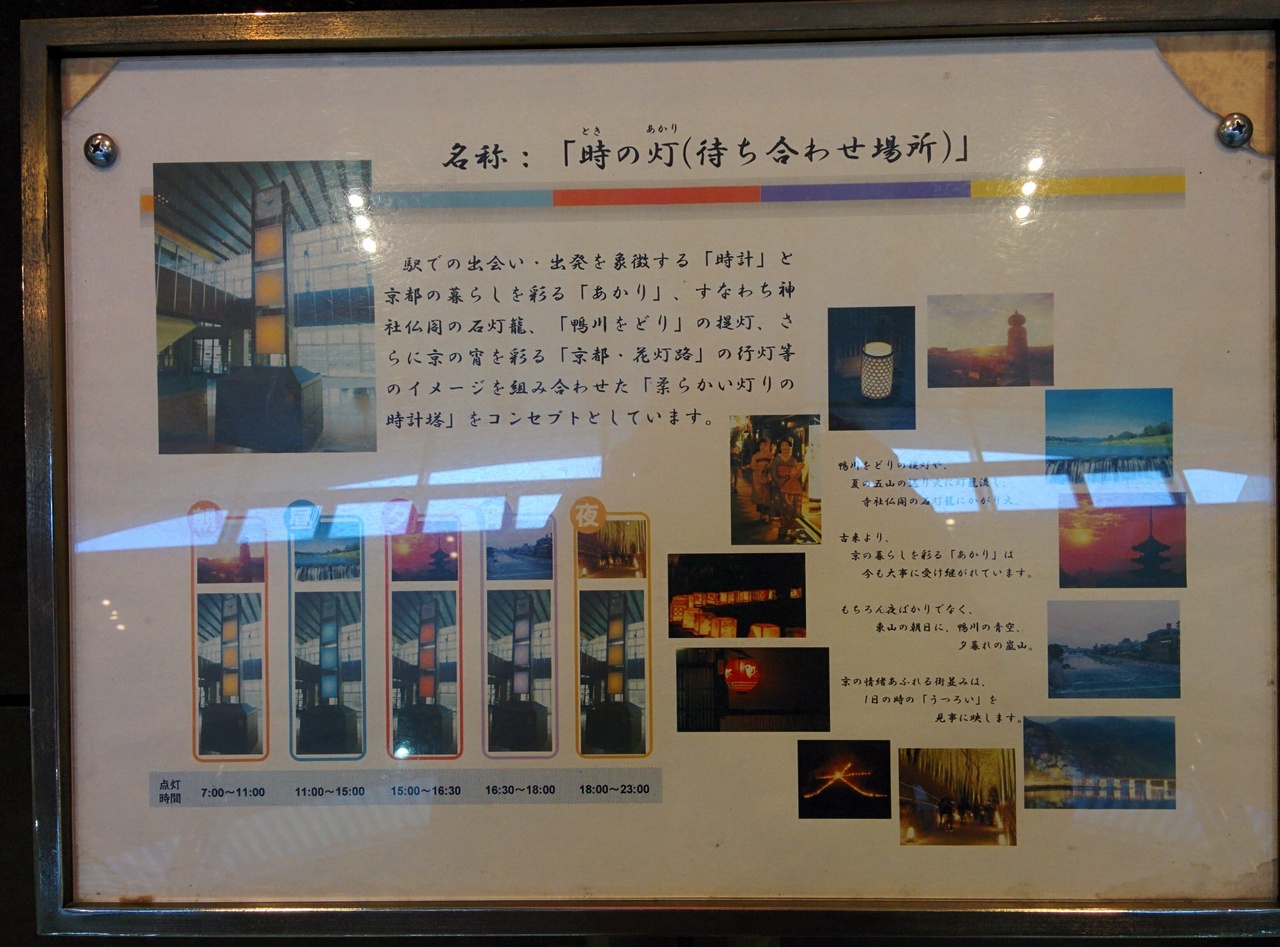 とき あかり
名称：「時の灯(待ち合わせ場所)」
駅での出会い・出発を象徴する「時計」と
京都の暮らしを彩る「あかり」、すなわち神
社仏閣の石灯籠、「鴨川をどり」の提灯、さ
らに京の宵を彩る「京都・花灯路」の行灯等
のイメージを組み合わせた「柔らかい灯りの
時計塔」をコンセプトとしています。
朝 昼 夕 夜
点灯
時間
7:00～11:00 11:00～15:00 15:00～16:30 16:30～18:00 18:00～23:00
鴨川をどりの提灯や、
夏の五山の送り火に灯籠流し、
寺社仏閣の石灯籠にかがり火。
古来より、
京の暮らしを彩る「あかり」は
今も大事に受け継がれています。
もちろん夜ばかりでなく、
東山の朝日に、鴨川の青空、
夕暮れの嵐山。
京の情緒あふれる街並みは、
1日の時の「うつろい」を
見事に映します。